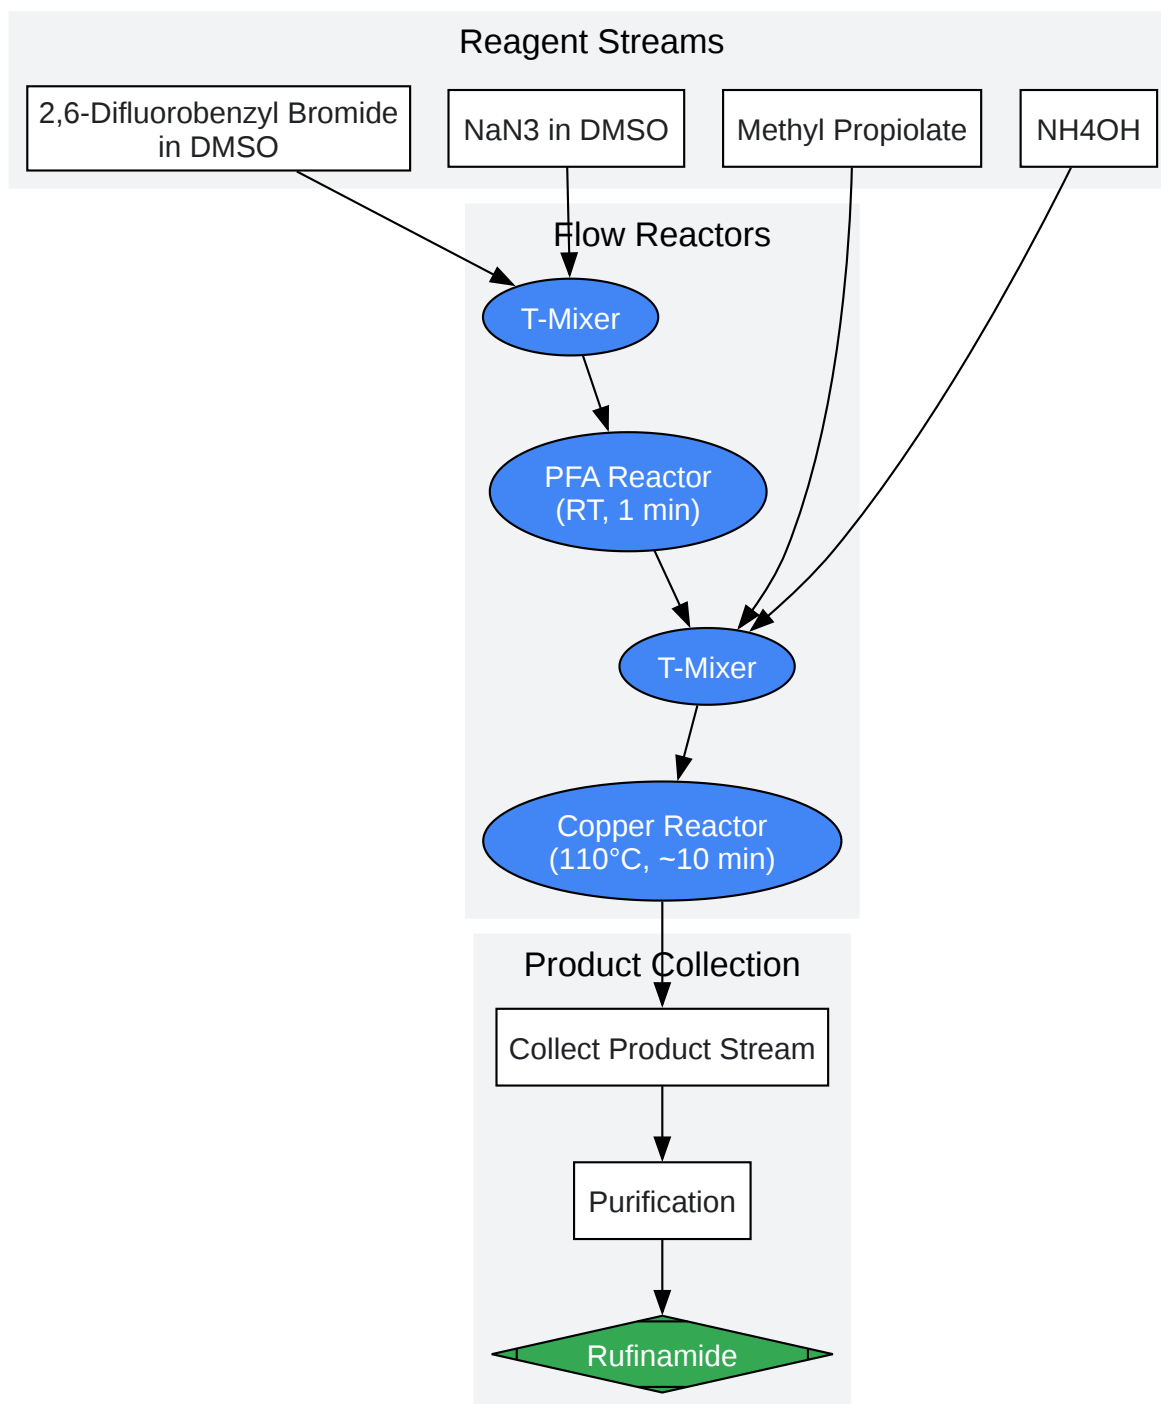 Reagent Streams
2,6-Difluorobenzyl Bromide
in DMSO
NaN3 in DMSO
Methyl Propiolate
NH4OH
Flow Reactors
T-Mixer
PFA Reactor
(RT, 1 min)
T-Mixer
Copper Reactor
(110°C, ~10 min)
Product Collection
Collect Product Stream
Purification
Rufinamide